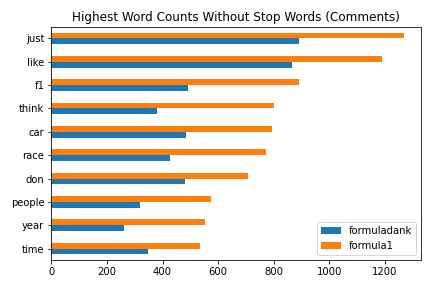 Highest Word Counts Without Stop Words (Comments)
just
like
f1
think
car
race
don
people
year
time
formuladank
formula1
0 200 400 600 800 1000 1200